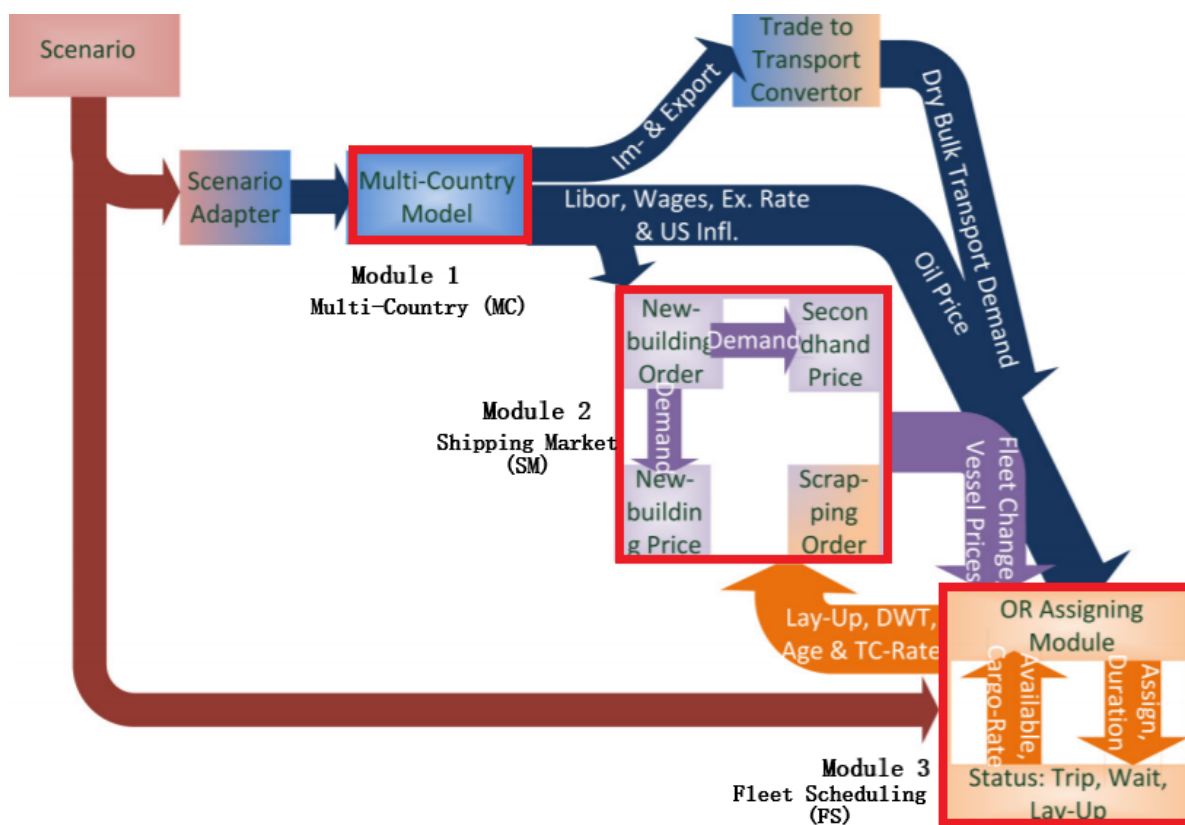 Scenario
Trade to
Transport
Convertor
Im- & Export
Dry Bulk Transport Demand
Scenario
Adapter
Multi-Country
Model
Libor, Wages, Ex. Rate
& US Infl.
Oil Price
Module 1
Multi-Country (MC)
New-
building
Order
Demand
Secon
dhand
Price
Demand
Module 2
Shipping Market
(SM)
New-
buildin
g Price
Scrap-
ping
Order
Fleet Change,
Vessel Prices
Lay-Up, DWT,
Age & TC-Rate
OR Assigning
Module
Available,
Cargo-Rate
Assign,
Duration
Module 3
Fleet Scheduling
(FS)
Status: Trip, Wait,
Lay-Up